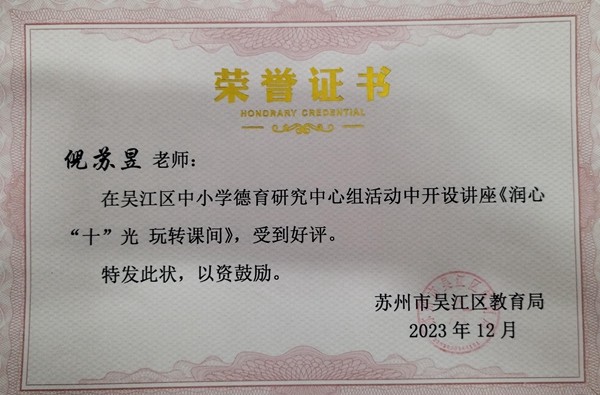 荣誉证书
HONORARY CREDENTIAL
倪苏昱 老师：
在吴江区中小学德育研究中心组活动中开设讲座《润心
“十”光 玩转课间》，受到好评。
特发此状，以资鼓励。
苏州市吴江区教育局
2023 年 12 月